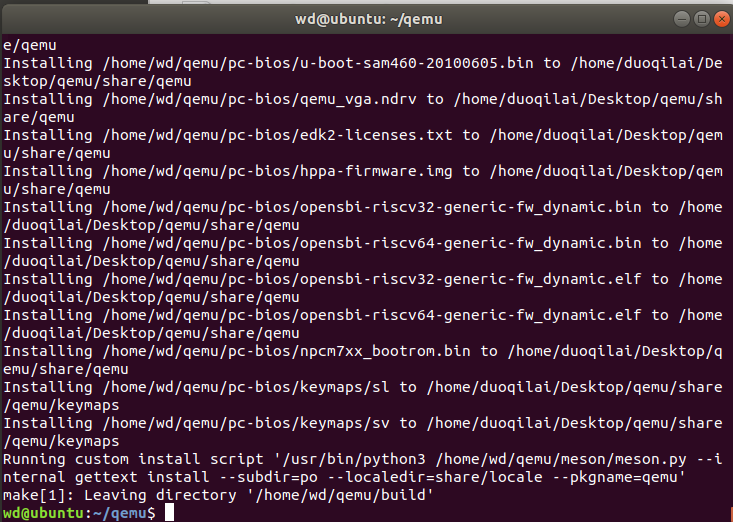 wd@ubuntu: ~/qemu
e/qemu
Installing /home/wd/qemu/pc-bios/u-boot-sam460-20100605.bin to /home/duoqilai/De
sktop/qemu/share/qemu
Installing /home/wd/qemu/pc-bios/qemu_vga.ndrv to /home/duoqilai/Desktop/qemu/sh
are/qemu
Installing /home/wd/qemu/pc-bios/edk2-licenses.txt to /home/duoqilai/Desktop/qem
u/share/qemu
Installing /home/wd/qemu/pc-bios/hppa-firmware.img to /home/duoqilai/Desktop/qem
u/share/qemu
Installing /home/wd/qemu/pc-bios/opensbi-riscv32-generic-fw_dynamic.bin to /home
/duoqilai/Desktop/qemu/share/qemu
Installing /home/wd/qemu/pc-bios/opensbi-riscv64-generic-fw_dynamic.bin to /home
/duoqilai/Desktop/qemu/share/qemu
Installing /home/wd/qemu/pc-bios/opensbi-riscv32-generic-fw_dynamic.elf to /home
/duoqilai/Desktop/qemu/share/qemu
Installing /home/wd/qemu/pc-bios/opensbi-riscv64-generic-fw_dynamic.elf to /home
/duoqilai/Desktop/qemu/share/qemu
Installing /home/wd/qemu/pc-bios/npcm7xx_bootrom.bin to /home/duoqilai/Desktop/q
emu/share/qemu
Installing /home/wd/qemu/pc-bios/keymaps/sl to /home/duoqilai/Desktop/qemu/share
/qemu/keymaps
Installing /home/wd/qemu/pc-bios/keymaps/sv to /home/duoqilai/Desktop/qemu/share
/qemu/keymaps
Running custom install script '/usr/bin/python3 /home/wd/qemu/meson/meson.py --i
nternal gettext install --subdir=po --localedir=share/locale --pkgname=qemu'
make[1]: Leaving directory '/home/wd/qemu/build'
wd@ubuntu:~/qemu$